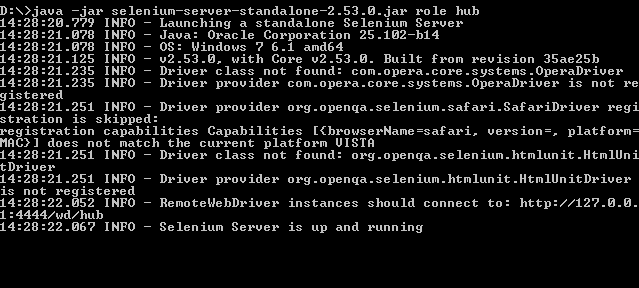 D:\>java -jar selenium-server-standalone-2.53.0.jar role hub
14:28:20.779 INFO - Launching a standalone Selenium Server
14:28:21.078 INFO - Java: Oracle Corporation 25.102-b14
14:28:21.078 INFO - OS: Windows 7 6.1 amd64
14:28:21.125 INFO - v2.53.0, with Core v2.53.0. Built from revision 35ae25b
14:28:21.235 INFO - Driver class not found: com.opera.core.systems.OperaDriver
14:28:21.235 INFO - Driver provider com.opera.core.systems.OperaDriver is not re
gistered
14:28:21.251 INFO - Driver provider org.openqa.selenium.safari.SafariDriver regi
stration is skipped:
registration capabilities Capabilities [{browserName=safari, version=, platform=
MAC}] does not match the current platform VISTA
14:28:21.251 INFO - Driver class not found: org.openqa.selenium.htmlunit.HtmlUni
tDriver
14:28:21.251 INFO - Driver provider org.openqa.selenium.htmlunit.HtmlUnitDriver
is not registered
14:28:22.052 INFO - RemoteWebDriver instances should connect to: http://127.0.0.
1:4444/wd/hub
14:28:22.067 INFO - Selenium Server is up and running